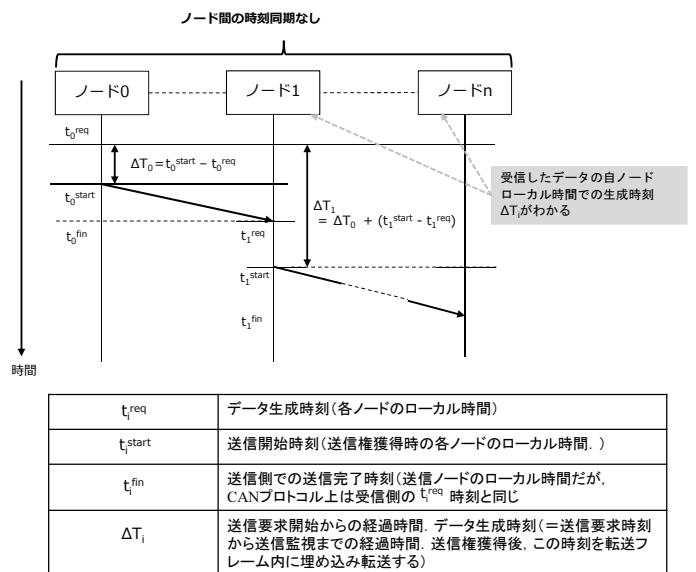 ノード間の時刻同期なし
ノード0
ノード1
ノードn
t₀ʳᵉq
ΔT₀=t₀ˢᵗᵃʳᵗ − t₀ʳᵉq
受信したデータの自ノード
ローカル時間での生成時刻
ΔTᵢがわかる
t₀ˢᵗᵃʳᵗ
ΔT₁
= ΔT₀ + (t₁ˢᵗᵃʳᵗ - t₁ʳᵉq)
t₀ᶠⁱⁿ
t₁ʳᵉq
t₁ˢᵗᵃʳᵗ
t₁ᶠⁱⁿ
時間
tᵢʳᵉq
データ生成時刻(各ノードのローカル時間)
tᵢˢᵗᵃʳᵗ
送信開始時刻(送信権獲得時の各ノードのローカル時間. )
tᵢᶠⁱⁿ
送信側での送信完了時刻(送信ノードのローカル時間だが,
CANプロトコル上は受信側の tᵢʳᵉq 時刻と同じ
ΔTᵢ
送信要求開始からの経過時間. データ生成時刻(=送信要求時刻
から送信監視までの経過時間. 送信権獲得後, この時刻を転送フ
レーム内に埋め込み転送する)